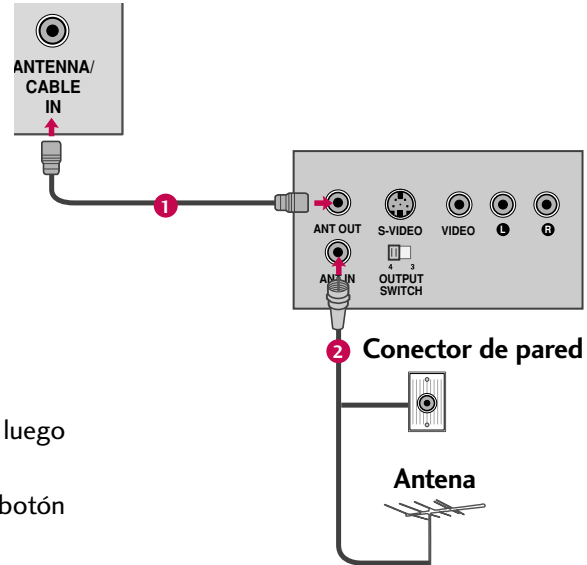 ANTENNA/
CABLE
IN
1
ANT OUT
S-VIDEO
VIDEO
L
R
ANT IN
4 3
OUTPUT
SWITCH
2
Conector de pared
luego
Antena
botón